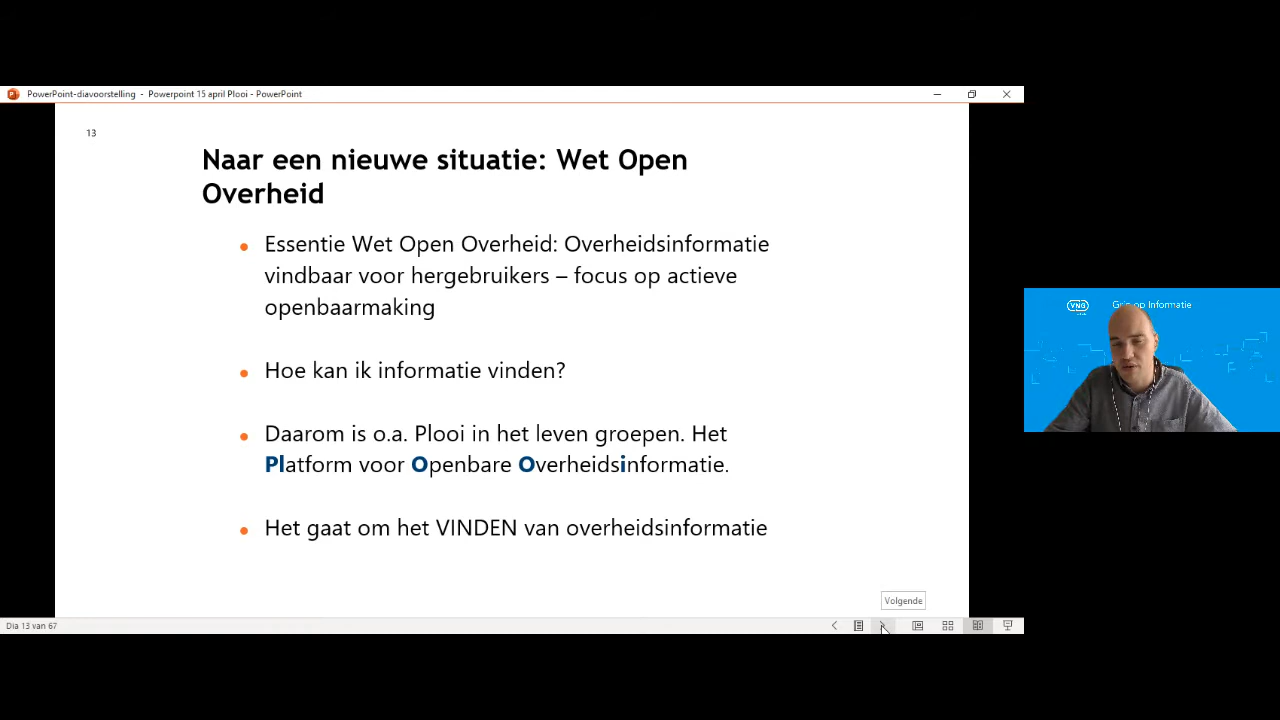 PowerPoint-diavoorstelling - Powerpoint 15 april Plooi - PowerPoint
13
Naar een nieuwe situatie: Wet Open
Overheid
Essentie Wet Open Overheid: Overheidsinformatie
vindbaar voor hergebruikers – focus op actieve
openbaarmaking
Hoe kan ik informatie vinden?
Daarom is o.a. Plooi in het leven groepen. Het
Platform voor Openbare Overheidsinformatie.
Het gaat om het VINDEN van overheidsinformatie
Volgende
Dia 13 van 67
VNG
Grip op Informatie